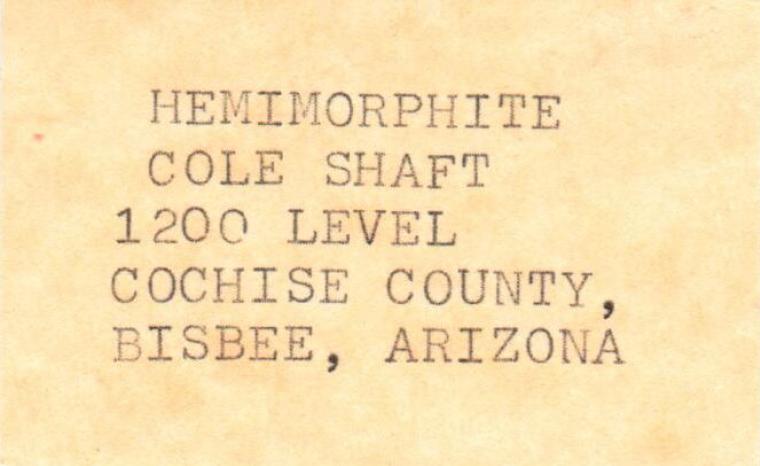 HEMIMORPHITE
COLE SHAFT
1200 LEVEL
COCHISE COUNTY,
BISBEE, ARIZONA